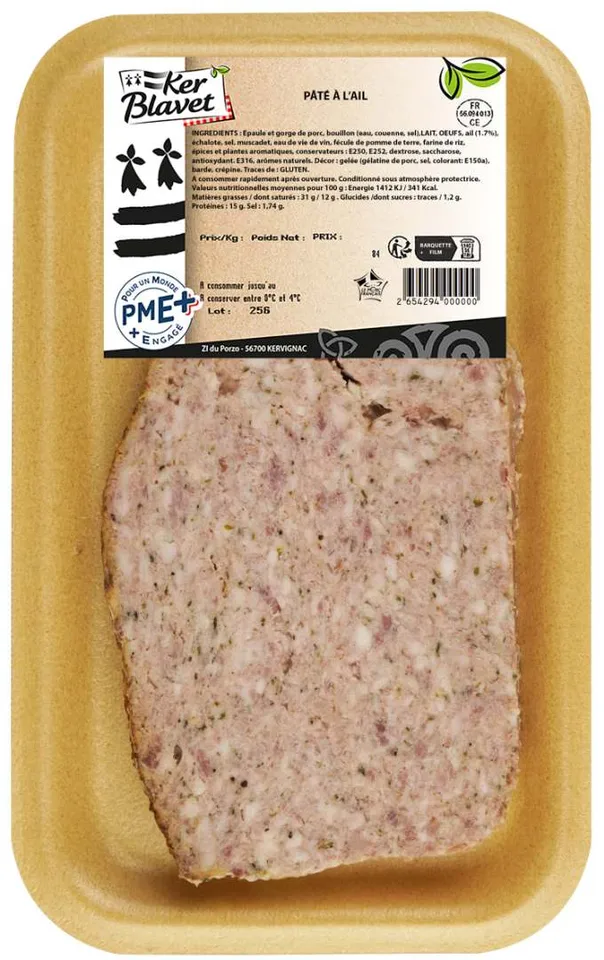 Ker
Blavet
PÂTÉ À L'AIL
FR
56.094.013
CE
INGREDIENTS : Epaule et gorge de porc, bouillon (eau, couenne, sel),LAIT, OEUFS, ail (1.7%),
échalote, sel, muscadet, eau de vie de vin, fécule de pomme de terre, farine de riz,
épices et plantes aromatiques, conservateurs : E250, E252, dextrose, saccharose,
antioxydant. E316, arômes naturels. Décor : gelée (gélatine de porc, sel, colorant: E150a),
barde, crépine. Traces de : GLUTEN.
A consommer rapidement après ouverture. Conditionné sous atmosphère protectrice.
Valeurs nutritionnelles moyennes pour 100 g : Energie 1412 KJ / 341 Kcal.
Matières grasses / dont saturés : 31 g / 12 g . Glucides /dont sucres : traces / 1,2 g.
Protéines : 15 g. Sel : 1,74 g.
Prix/Kg : Poids Net : PRIX :
84
BARQUETTE
+ FILM
POUR UN MONDE
PME+
+ ENGAGÉ
A consommer jusqu'au
A conserver entre 0°C et 4°C
Lot : 256
LE PORC
FRANÇAIS
2 654294 000000
ZI du Porzo - 56700 KERVIGNAC